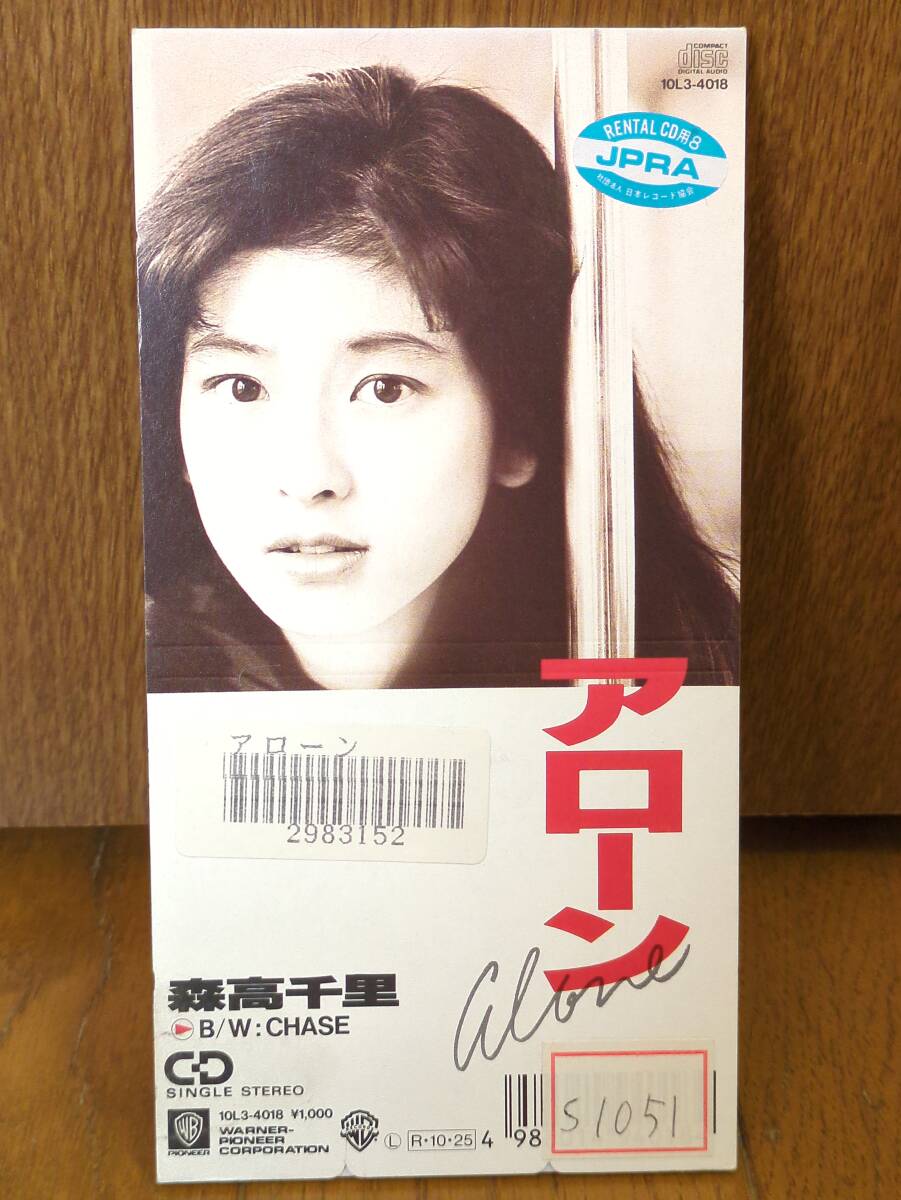 COMPACT
disc
DIGITAL AUDIO
10L3-4018
RENTAL CD用8
JPRA
社団法人 日本レコード協会
アローン
alone
アローン
2983152
森高千里
B/W: CHASE
CD
SINGLE STEREO
10L3-4018 ¥1,000
WB
PIONEER
WARNER-
PIONEER
CORPORATION
L
R・10・25
4 98
S1051